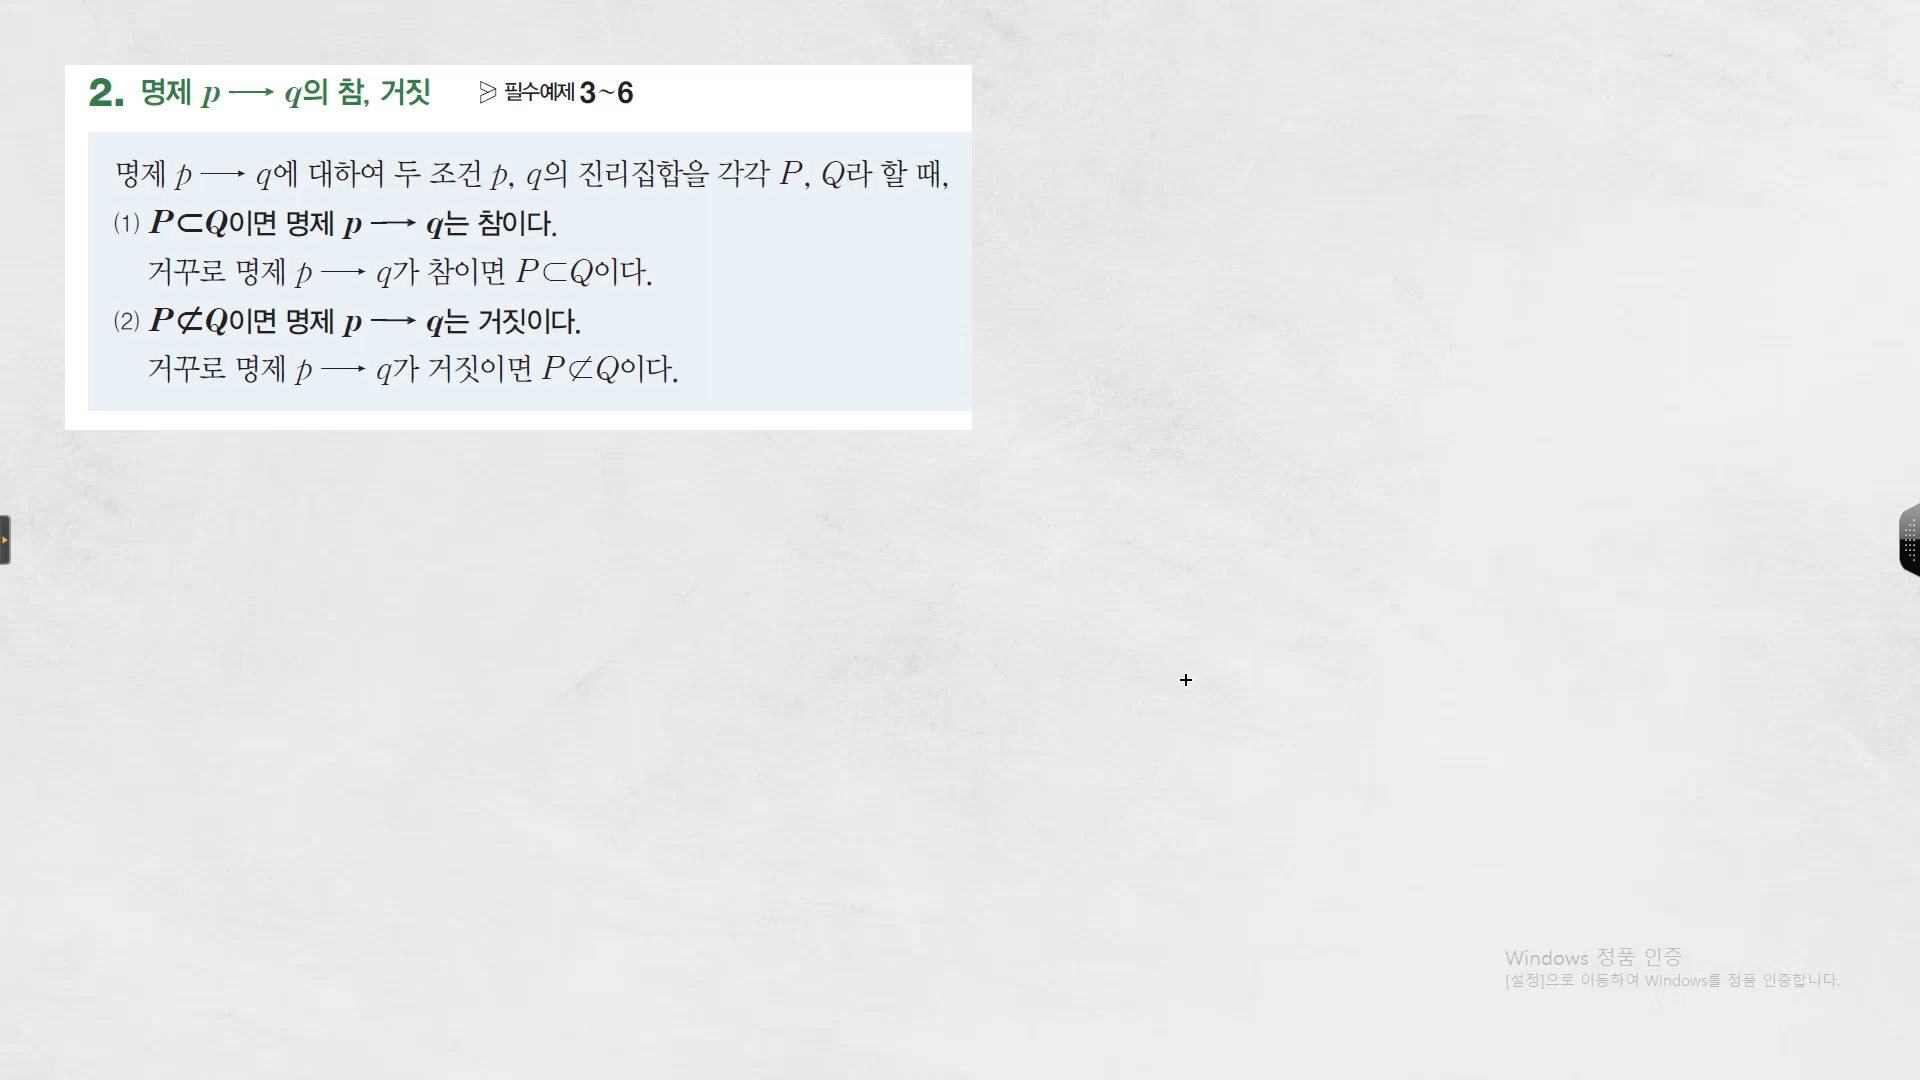 2. 명제 p ⟶ q의 참, 거짓 ≫ 필수예제 3~6
명제 p ⟶ q에 대하여 두 조건 p, q의 진리집합을 각각 P, Q라 할 때,
(1) P⊂Q이면 명제 p ⟶ q는 참이다.
거꾸로 명제 p ⟶ q가 참이면 P⊂Q이다.
(2) P⊄Q이면 명제 p ⟶ q는 거짓이다.
거꾸로 명제 p ⟶ q가 거짓이면 P⊄Q이다.
Windows 정품 인증
[설정]으로 이동하여 Windows를 정품 인증합니다.